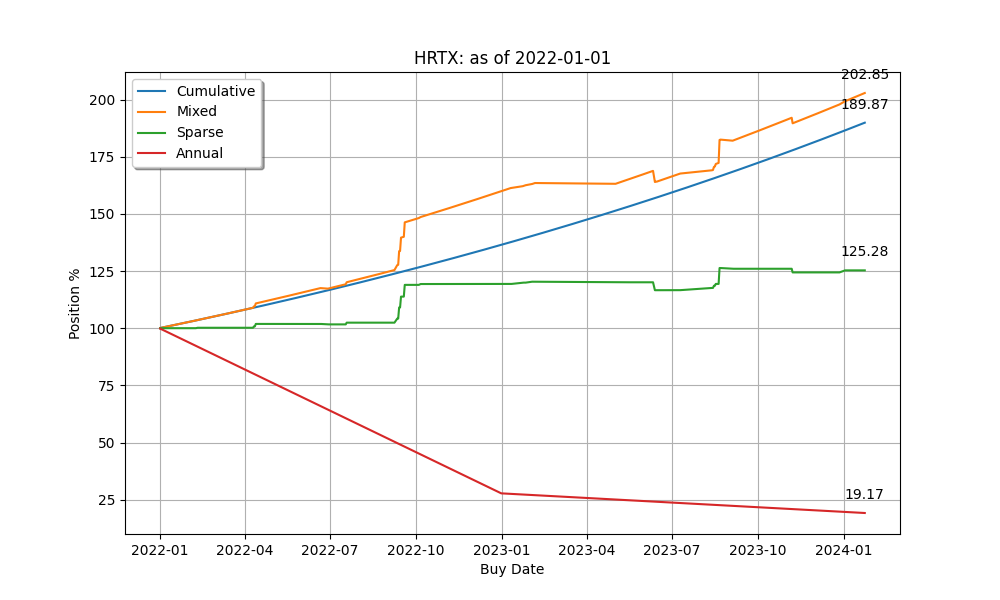 HRTX: as of 2022-01-01
Cumulative
Mixed
Sparse
Annual
202.85
189.87
125.28
19.17
200
175
150
125
100
75
50
25
Position %
2022-01 2022-04 2022-07 2022-10 2023-01 2023-04 2023-07 2023-10 2024-01
Buy Date